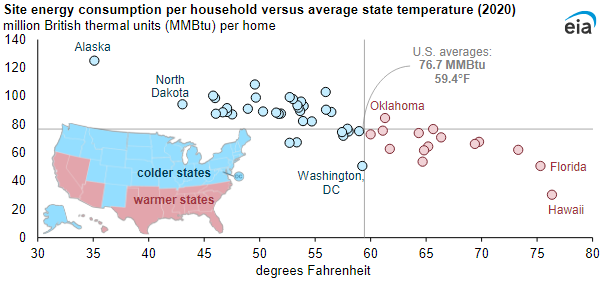 Site energy consumption per household versus average state temperature (2020)
million British thermal units (MMBtu) per home
eia
140
120
100
80
60
40
20
0
Alaska
North
Dakota
U.S. averages:
76.7 MMBtu
59.4°F
Oklahoma
Washington,
DC
Florida
Hawaii
colder states
DC
warmer states
30 35 40 45 50 55 60 65 70 75 80
degrees Fahrenheit